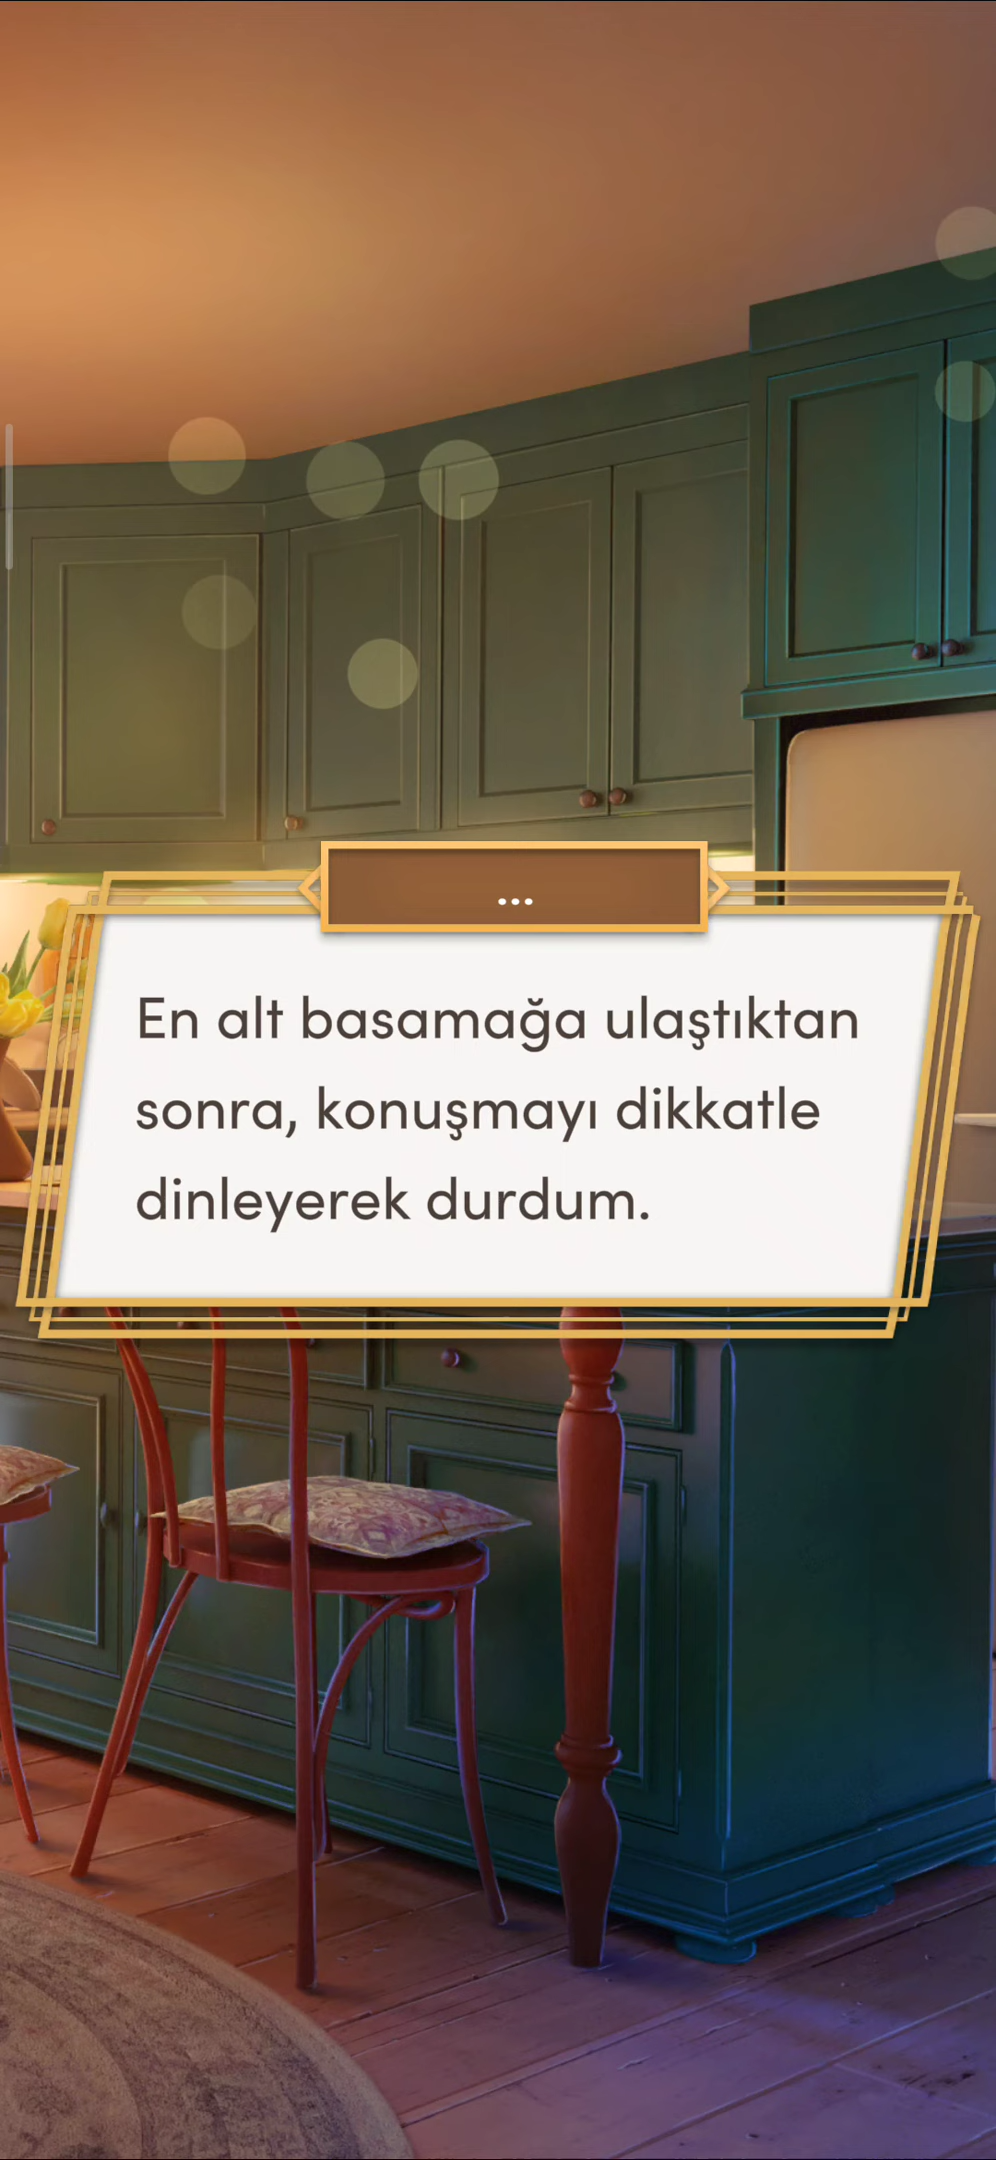 ...
En alt basamağa ulaştıktan
sonra, konuşmayı dikkatle
dinleyerek durdum.